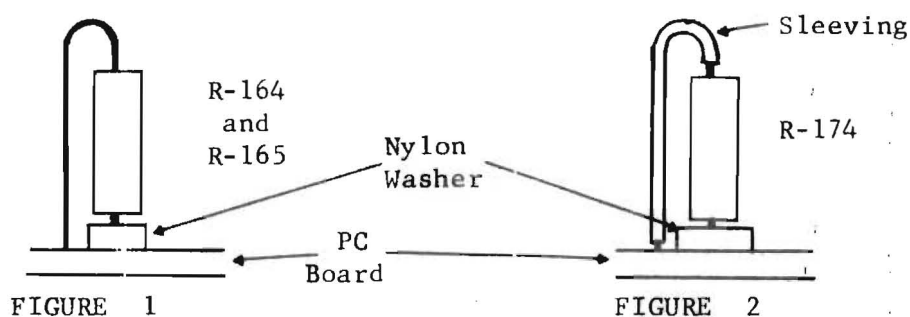 Sleeving
R-164
and
R-165
R-174
Nylon
Washer
PC
Board
FIGURE 1
FIGURE 2